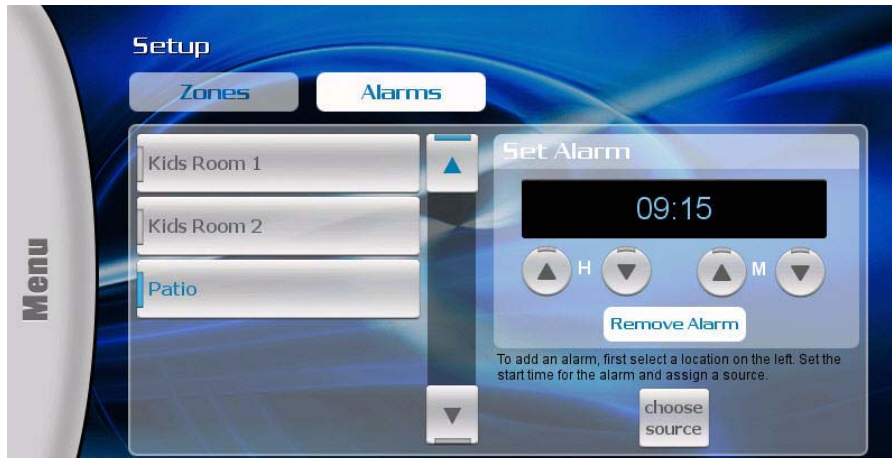 Setup
Zones
Alarms
Kids Room 1
Kids Room 2
Patio
Menu
Set Alarm
09:15
H
M
Remove Alarm
To add an alarm, first select a location on the left. Set the
start time for the alarm and assign a source.
choose
source